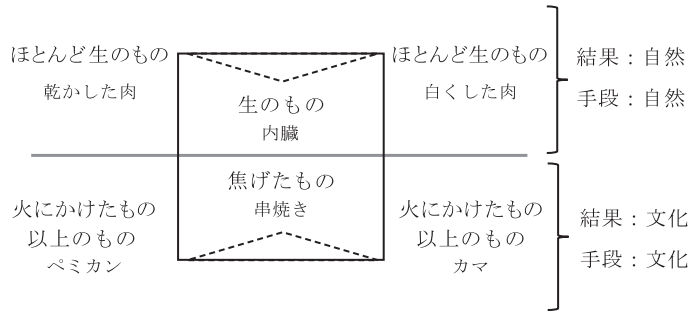 ほとんど生のもの
乾かした肉
生のもの
内臓
ほとんど生のもの
白くした肉
結果：自然
手段：自然
火にかけたもの
以上のもの
ペミカン
焦げたもの
串焼き
火にかけたもの
以上のもの
カマ
結果：文化
手段：文化